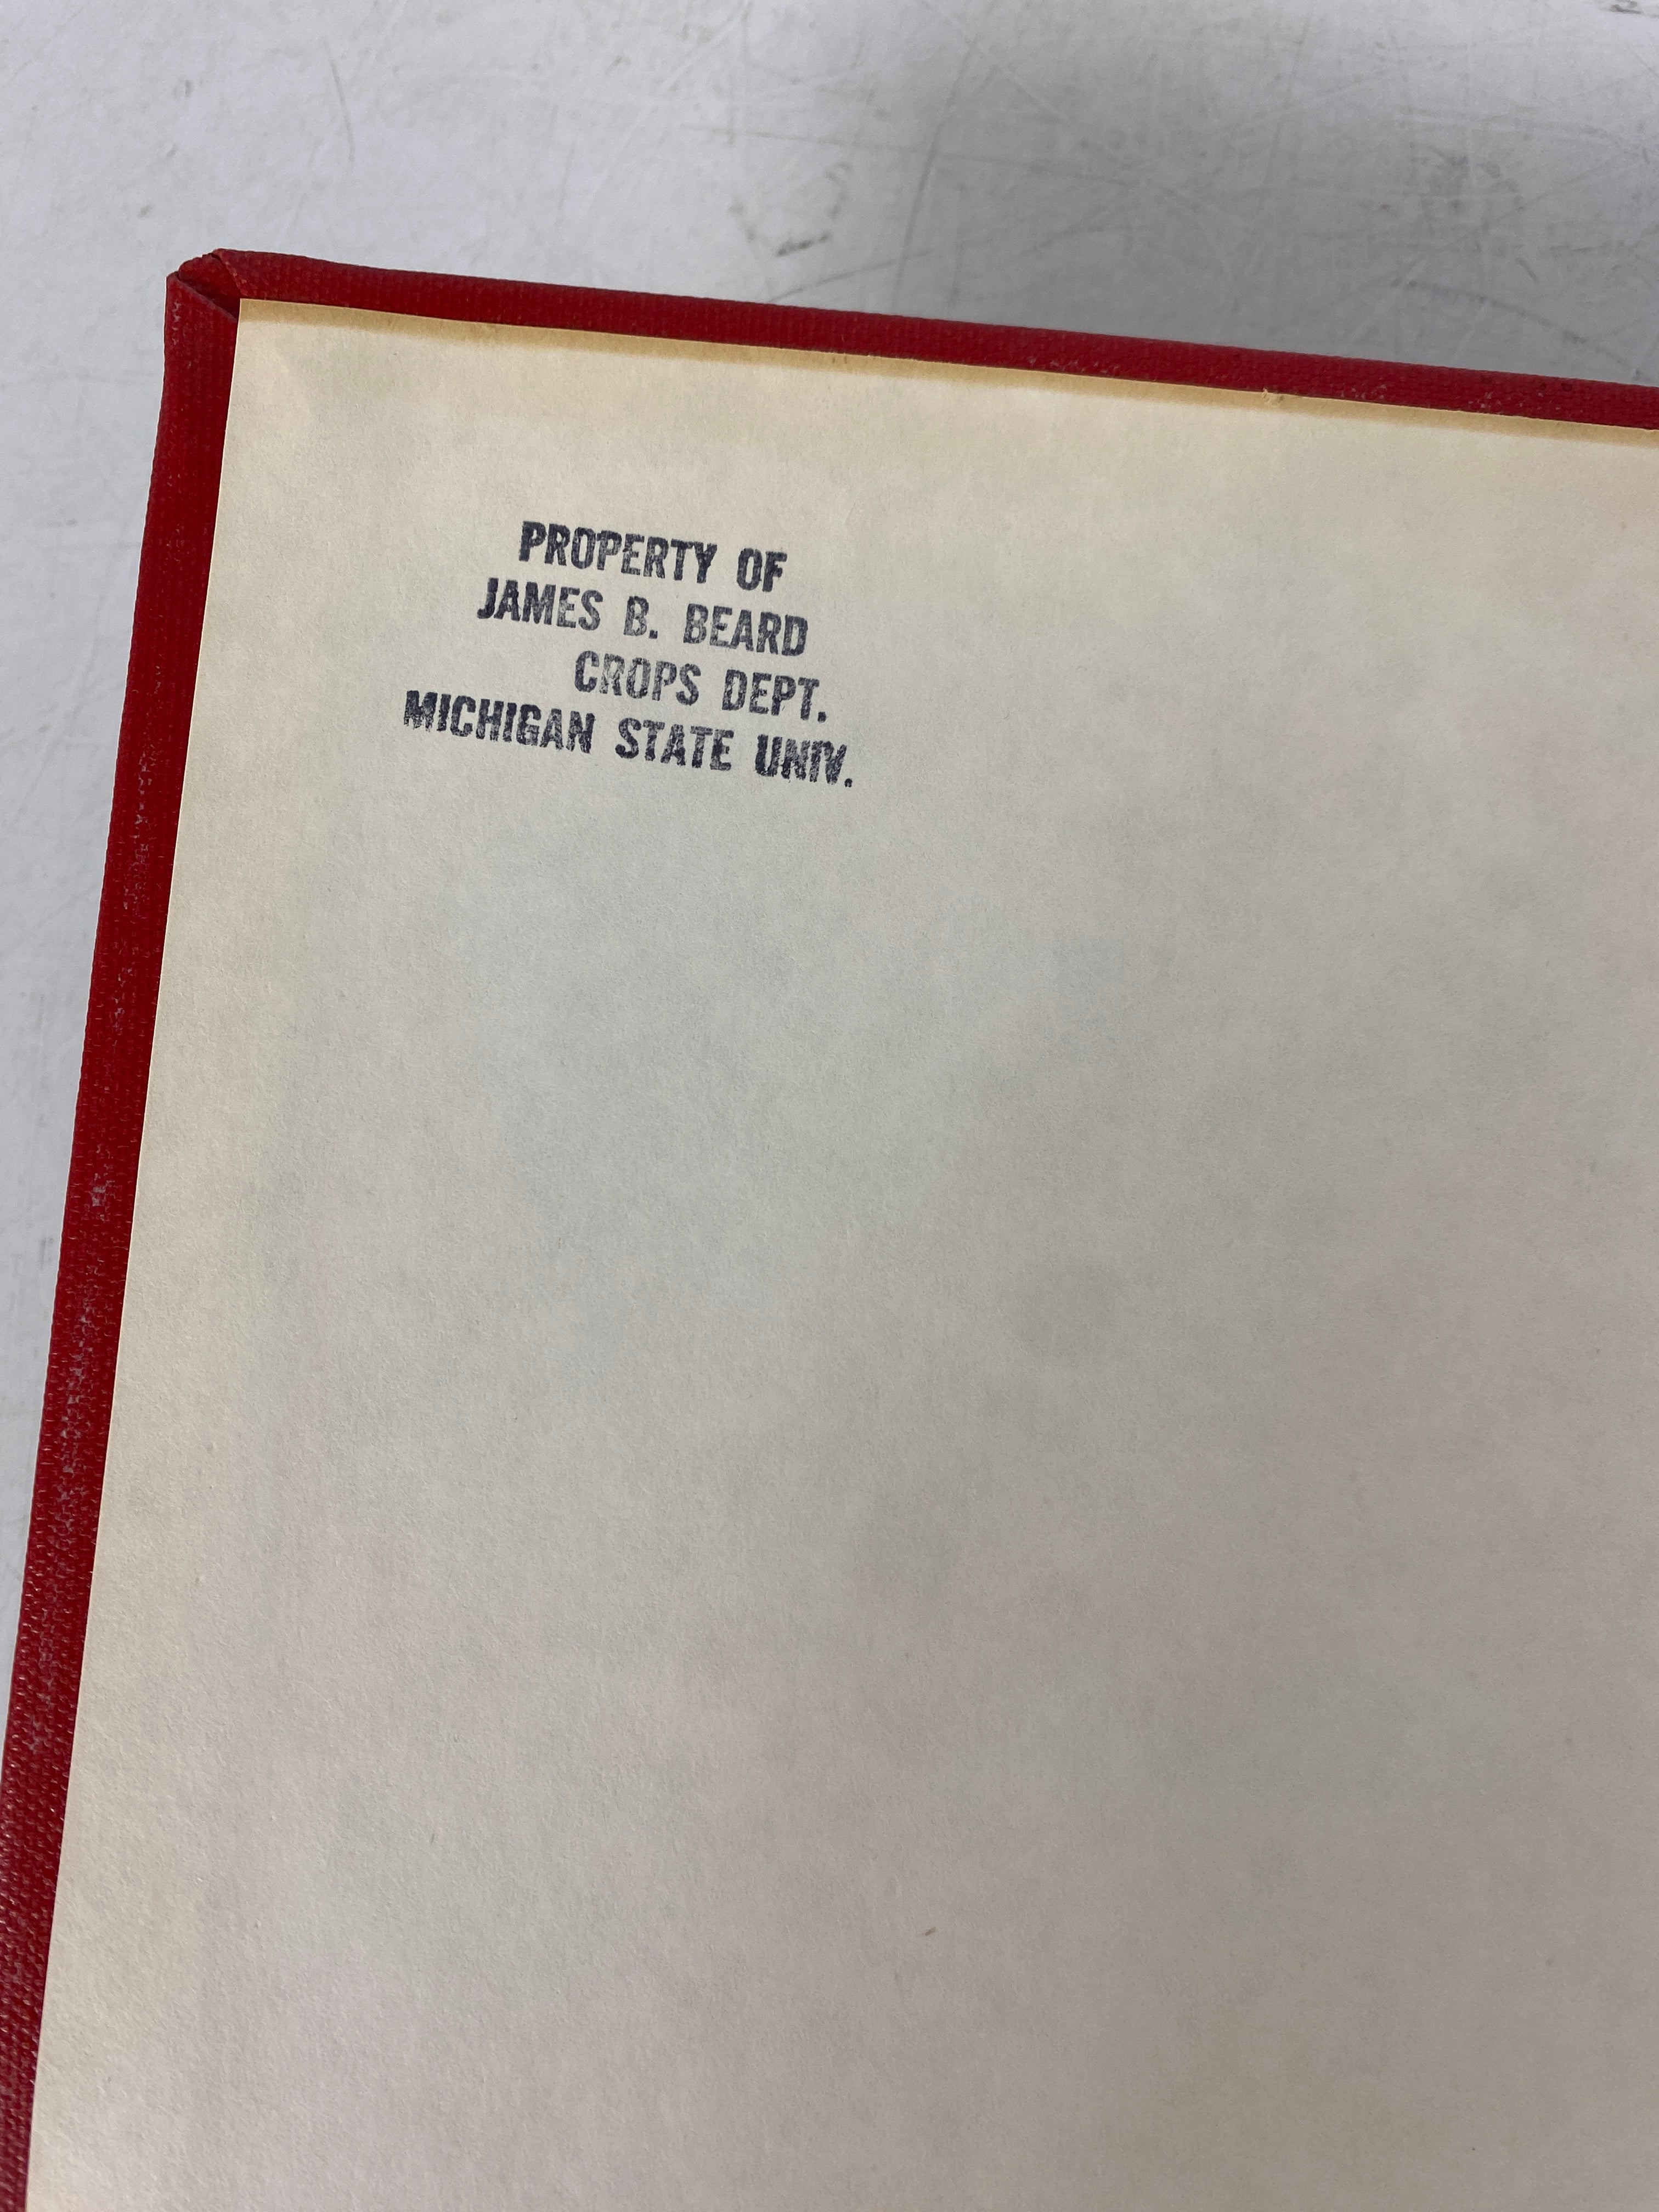 PROPERTY OF
JAMES B. BEARD
CROPS DEPT.
MICHIGAN STATE UNIV.